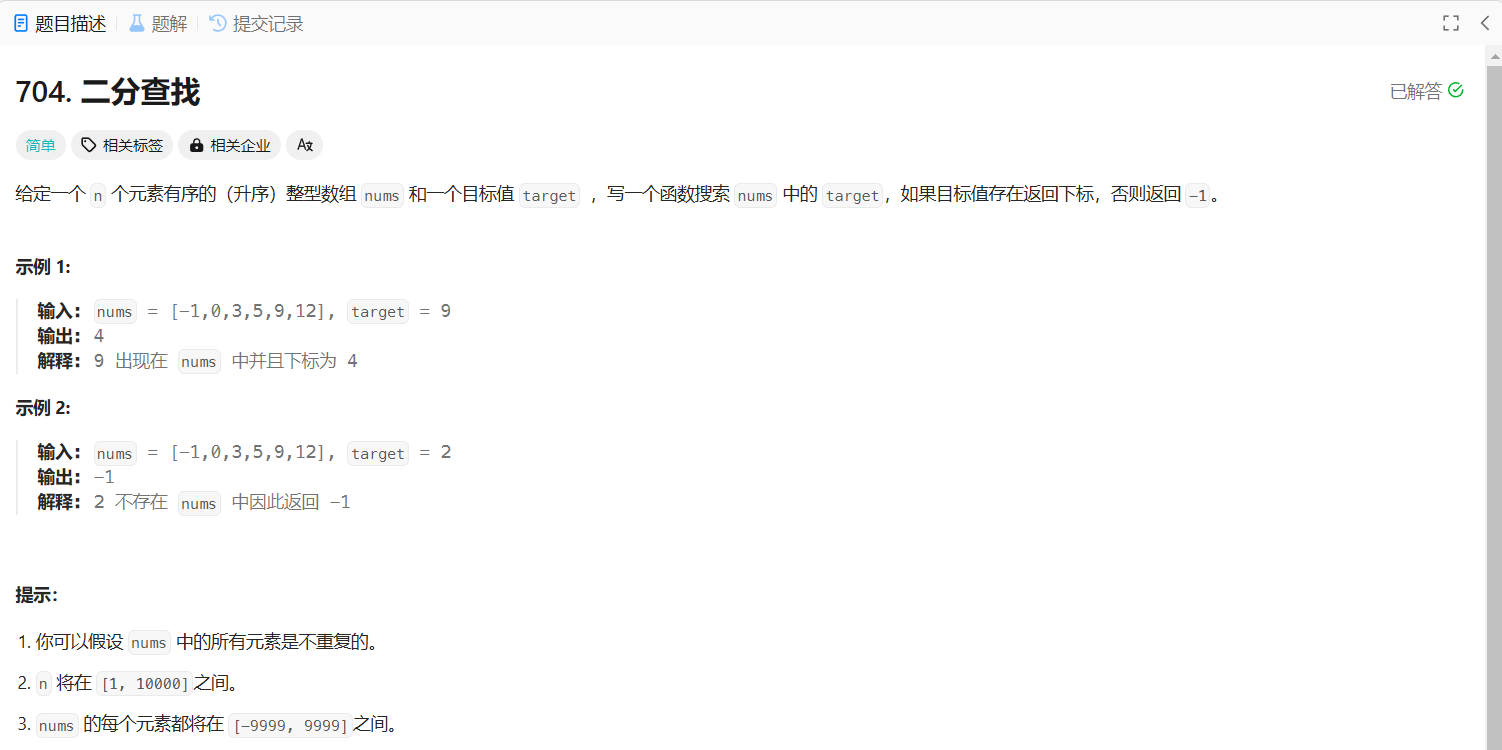 题目描述 题解 提交记录
704. 二分查找
已解答
简单 相关标签 相关企业 Aあ
给定一个 n 个元素有序的（升序）整型数组 nums 和一个目标值 target ，写一个函数搜索 nums 中的 target，如果目标值存在返回下标，否则返回 -1。
示例 1:
输入: nums = [-1,0,3,5,9,12], target = 9
输出: 4
解释: 9 出现在 nums 中并且下标为 4
示例 2:
输入: nums = [-1,0,3,5,9,12], target = 2
输出: -1
解释: 2 不存在 nums 中因此返回 -1
提示：
1. 你可以假设 nums 中的所有元素是不重复的。
2. n 将在 [1, 10000]之间。
3. nums 的每个元素都将在 [-9999, 9999]之间。